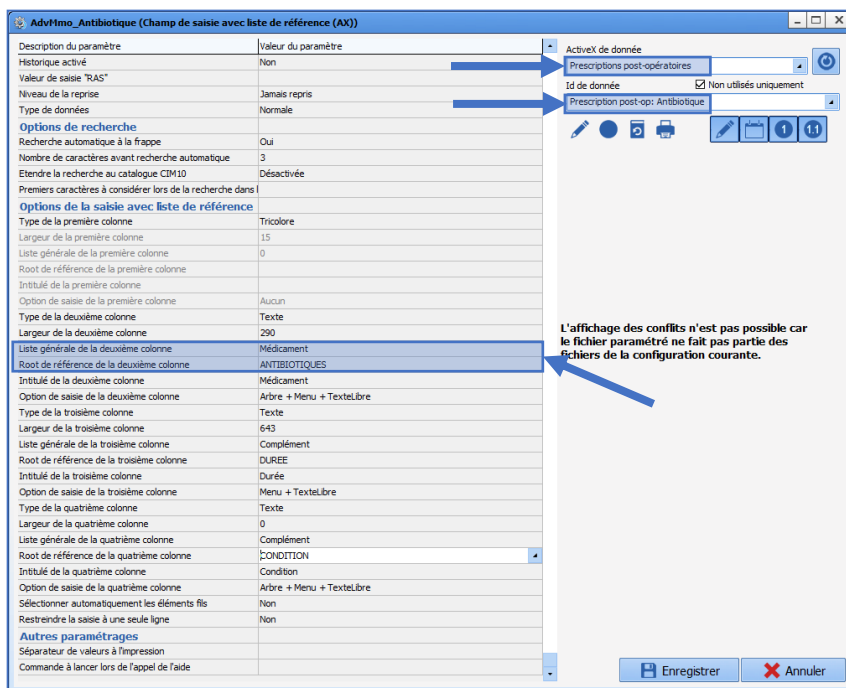 AdvMmo_Antibiotique (Champ de saisie avec liste de référence (AX))
Description du paramètre Valeur du paramètre
Historique activé Non
Valeur de saisie "RAS"
Niveau de la reprise Jamais repris
Type de données Normale
Options de recherche
Recherche automatique à la frappe Oui
Nombre de caractères avant recherche automatique 3
Etendre la recherche au catalogue CIM10 Désactivée
Premiers caractères à considérer lors de la recherche dans l
Options de la saisie avec liste de référence
Type de la première colonne Tricolore
Largeur de la première colonne 15
Liste générale de la première colonne 0
Root de référence de la première colonne
Intitulé de la première colonne
Option de saisie de la première colonne Aucun
Type de la deuxième colonne Texte
Largeur de la deuxième colonne 290
Liste générale de la deuxième colonne Médicament
Root de référence de la deuxième colonne ANTIBIOTIQUES
Intitulé de la deuxième colonne Médicament
Option de saisie de la deuxième colonne Arbre + Menu + TexteLibre
Type de la troisième colonne Texte
Largeur de la troisième colonne 643
Liste générale de la troisième colonne Complément
Root de référence de la troisième colonne DUREE
Intitulé de la troisième colonne Durée
Option de saisie de la troisième colonne Menu + TexteLibre
Type de la quatrième colonne Texte
Largeur de la quatrième colonne 0
Liste générale de la quatrième colonne Complément
Root de référence de la quatrième colonne CONDITION
Intitulé de la quatrième colonne Condition
Option de saisie de la quatrième colonne Arbre + Menu + TexteLibre
Sélectionner automatiquement les éléments fils Non
Restreindre la saisie à une seule ligne Non
Autres paramétrages
Séparateur de valeurs à l'impression
Commande à lancer lors de l'appel de l'aide
ActiveX de donnée
Prescriptions post-opératoires
Id de donnée Non utilisés uniquement
Prescription post-op: Antibiotique
1 1.1
L'affichage des conflits n'est pas possible car
le fichier paramétré ne fait pas partie des
fichiers de la configuration courante.
Enregistrer Annuler